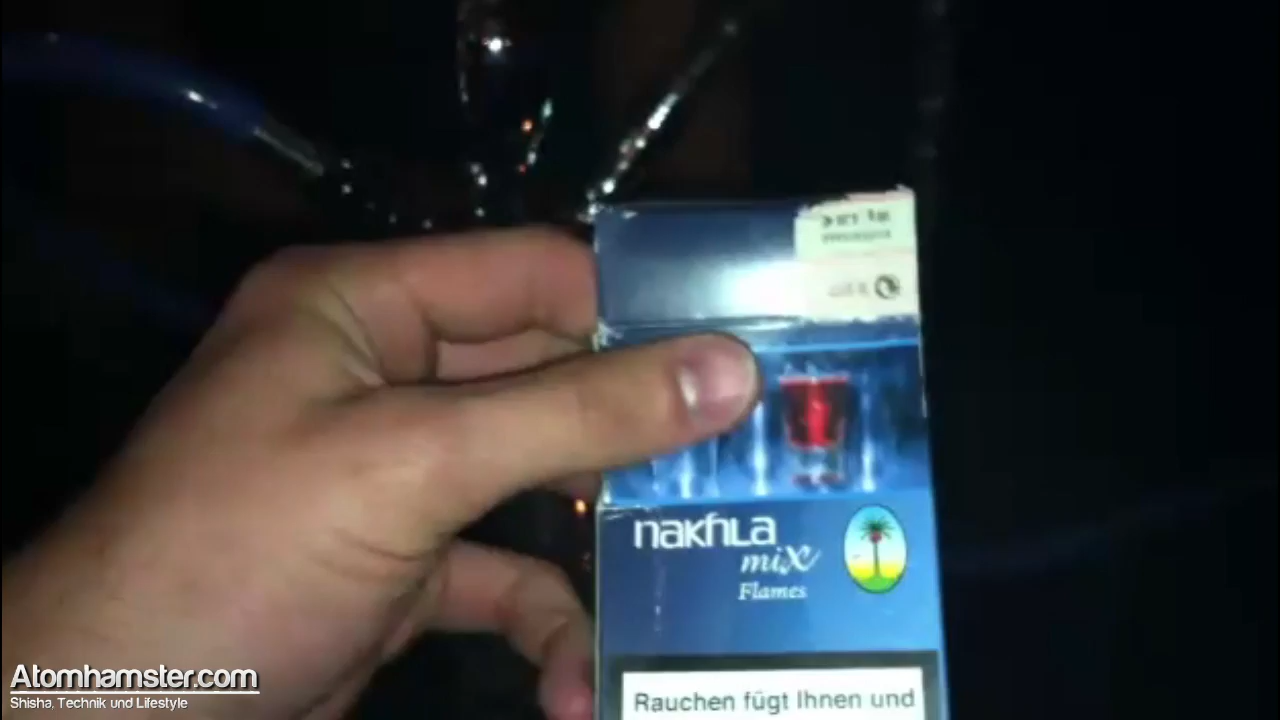 nakhla
mix
Flames
Rauchen fügt Ihnen und
Atomhamster.com
Shisha, Technik und Lifestyle